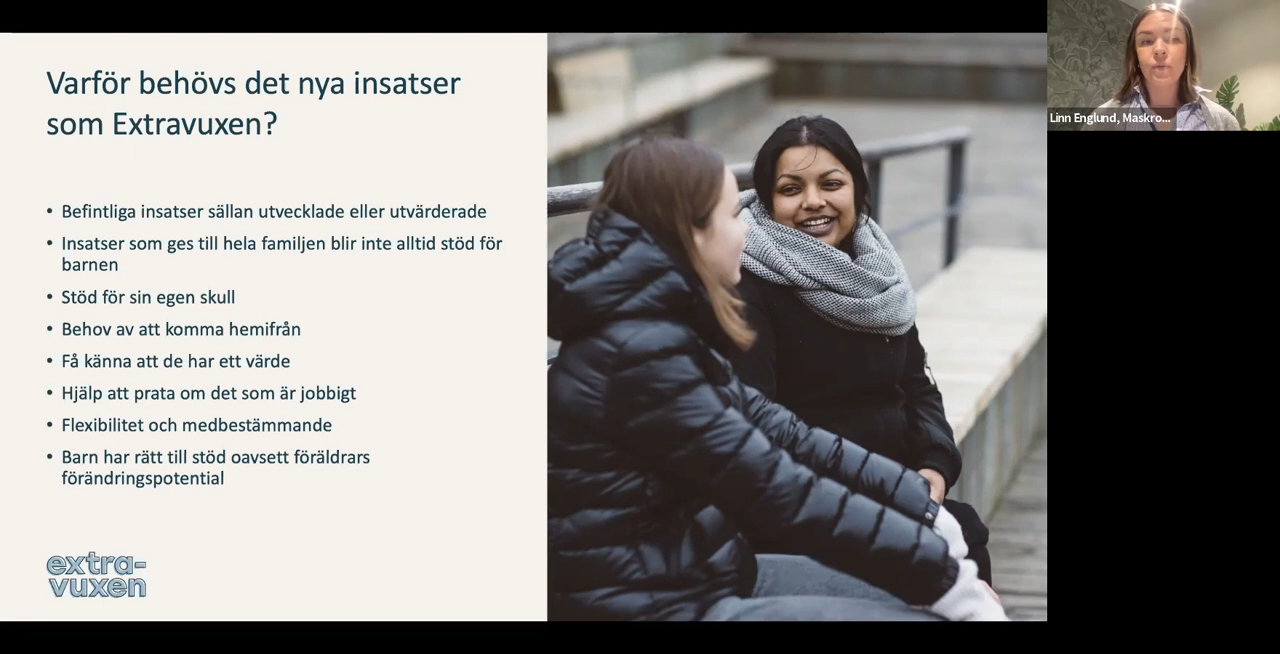 Varför behövs det nya insatser
som Extravuxen?
• Befintliga insatser sällan utvecklade eller utvärderade
• Insatser som ges till hela familjen blir inte alltid stöd för
barnen
• Stöd för sin egen skull
• Behov av att komma hemifrån
• Få känna att de har ett värde
• Hjälp att prata om det som är jobbigt
• Flexibilitet och medbestämmande
• Barn har rätt till stöd oavsett föräldrars
förändringspotential
extra-
vuxen
Linn Englund, Maskro...